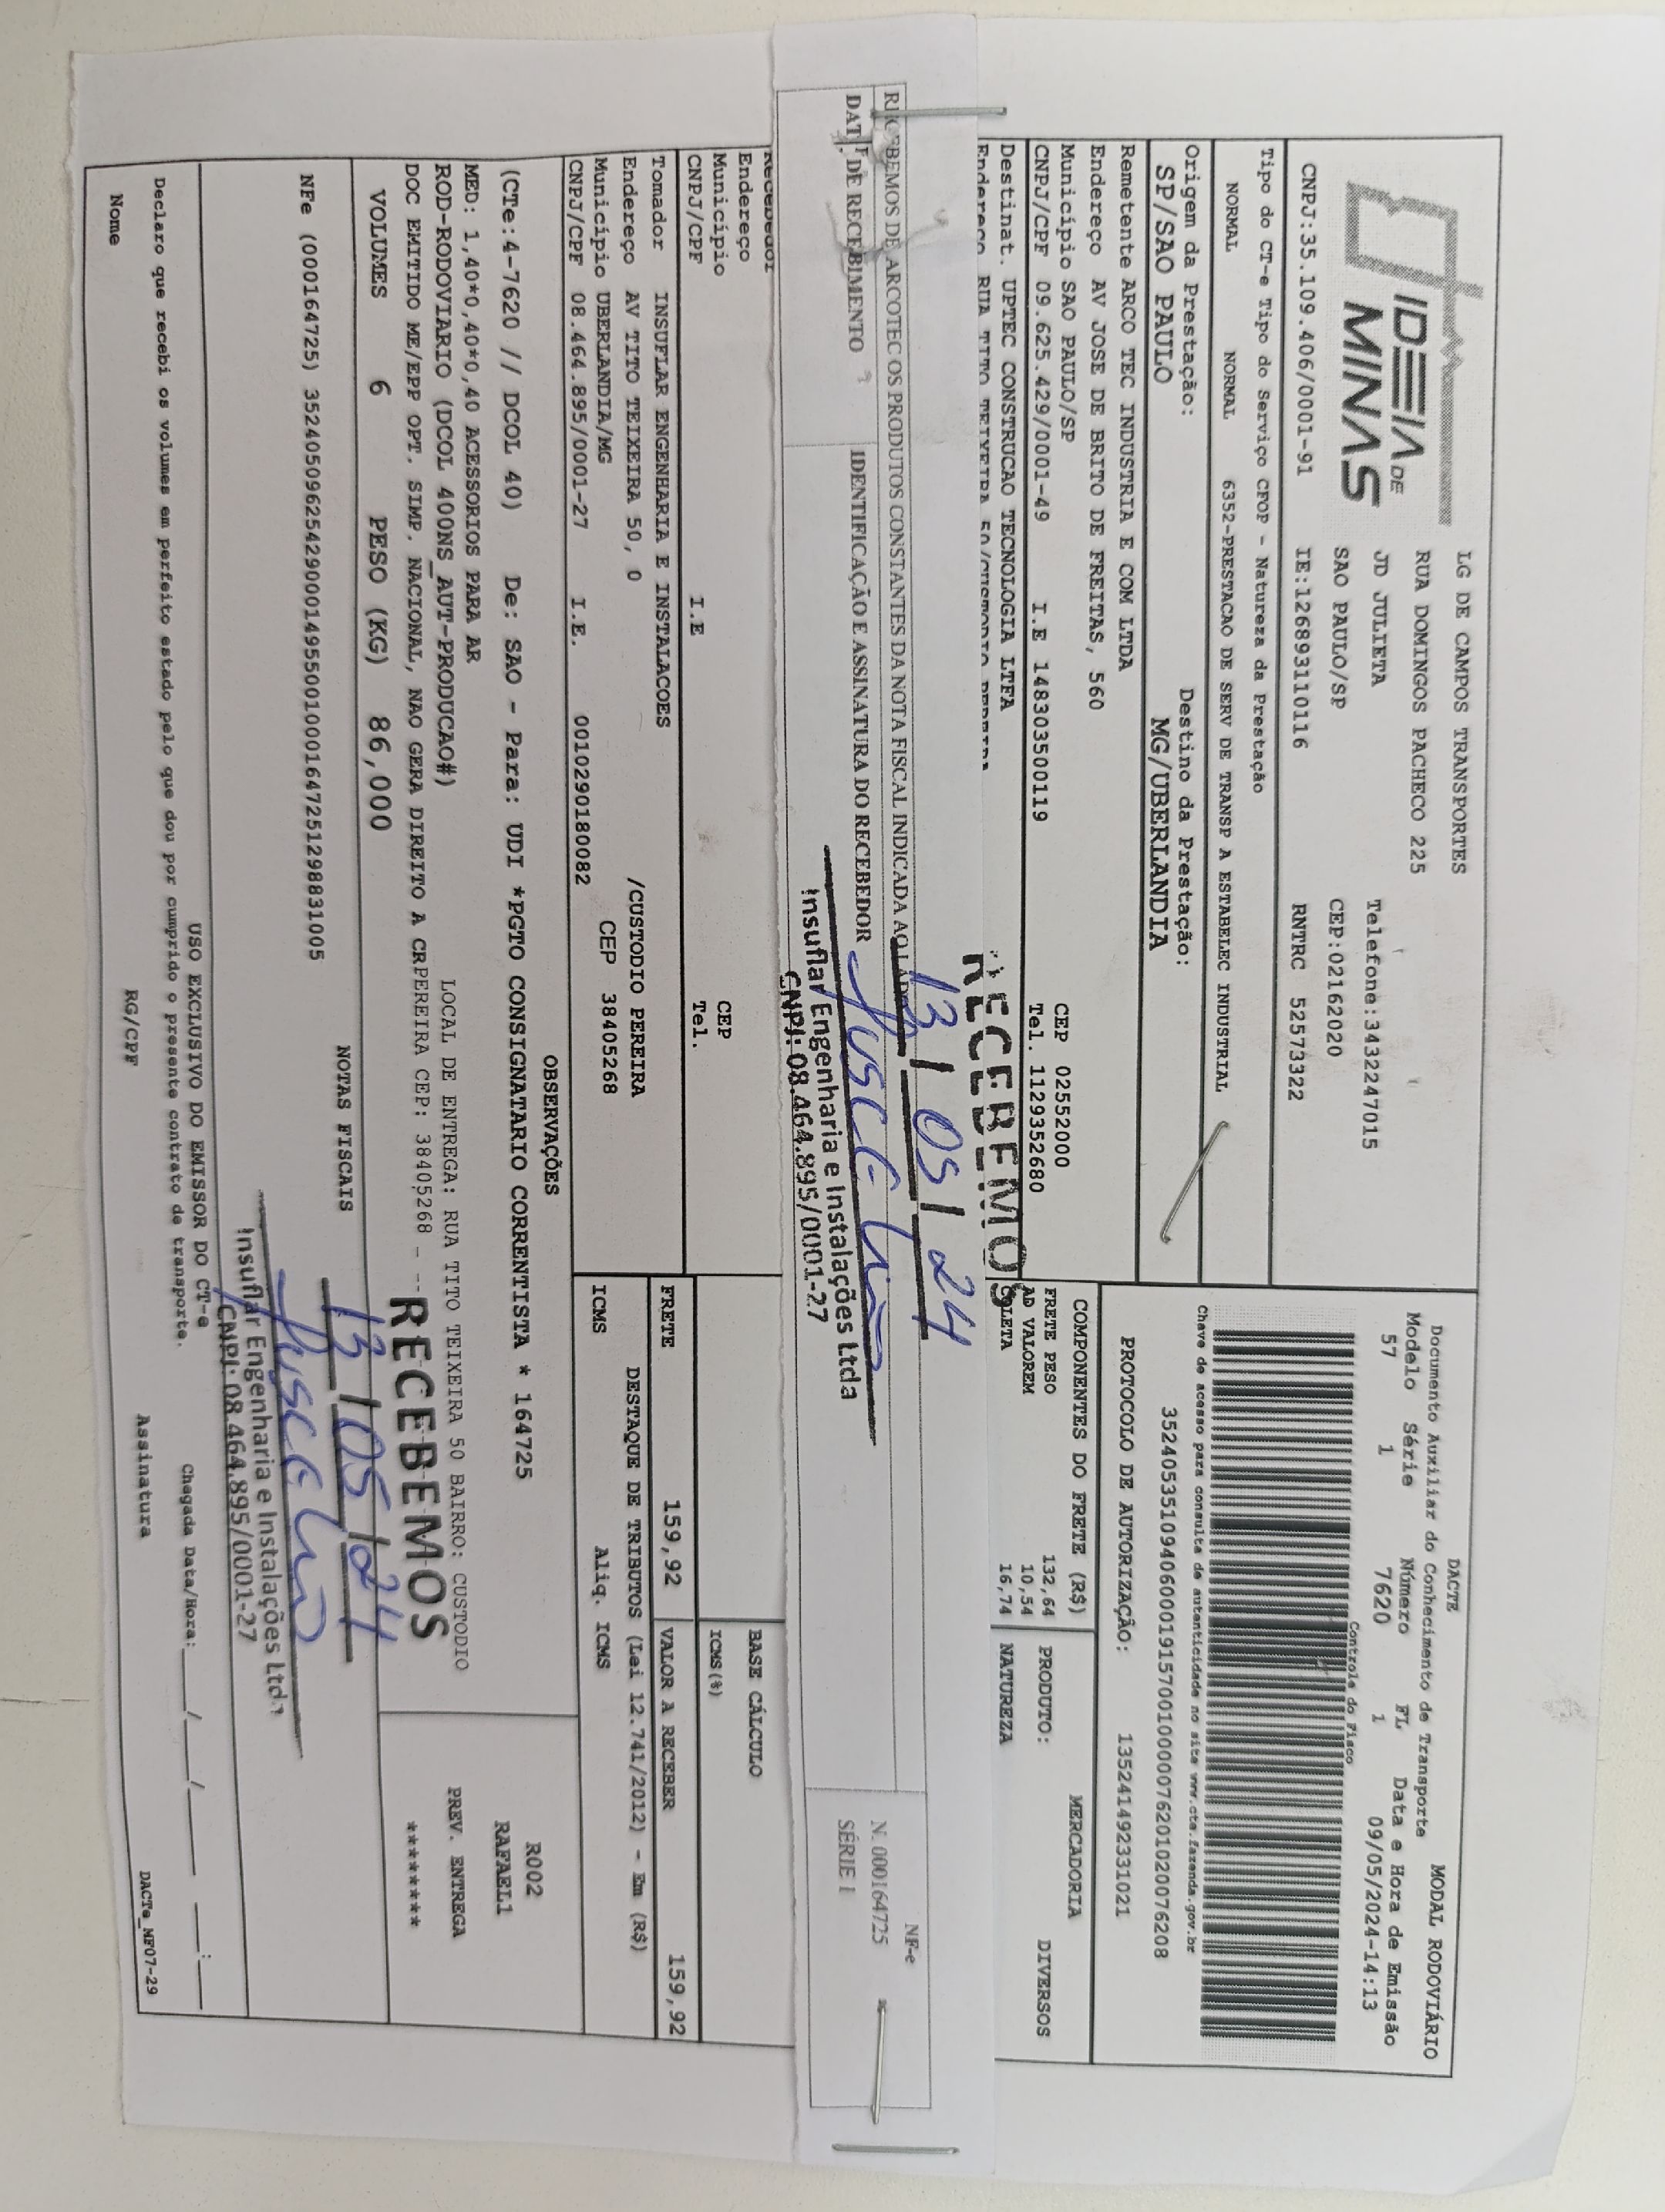 IDEIA DE
MINAS
LG DE CAMPOS TRANSPORTES
RUA DOMINGOS PACHECO 225
JD JULIETA
Telefone:3432247015
SAO PAULO/SP
CEP:02162020
CNPJ:35.109.406/0001-91
IE:126893110116
RNTRC 52573322
DACTE
MODAL RODOVIÁRIO
Documento Auxiliar do Conhecimento de Transporte
Modelo Série Número FL Data e Hora de Emissão
57 1 7620 1 09/05/2024-14:13
Controle do Fisco
Chave de acesso para consulta de autenticidade no site www.cte.fazenda.gov.br
Tipo do CT-e Tipo do Serviço CFOP - Natureza da Prestação
NORMAL NORMAL 6352-PRESTACAO DE SERV DE TRANSP A ESTABELEC INDUSTRIAL
Origem da Prestação:
SP/SAO PAULO
Destino da Prestação:
MG/UBERLANDIA
PROTOCOLO DE AUTORIZAÇÃO: 135241492331021
Remetente ARCO TEC INDUSTRIA E COM LTDA
Endereço AV JOSE DE BRITO DE FREITAS, 560
Município SAO PAULO/SP CEP 02552000
CNPJ/CPF 09.625.429/0001-49 I.E 148303500119 Tel. 1129352680
Destinat. UPTEC CONSTRUCAO TECNOLOGIA LTFA
Endereço RUA TITO TEIXEIRA 50/CUSTODIO PEREIRA
COMPONENTES DO FRETE (R$)
FRETE PESO 132,64
AD VALOREM 10,54
COLETA 16,74
MERCADORIA
PRODUTO: DIVERSOS
NATUREZA
RECEBEMOS
13/05/24
RECEBEMOS DE ARCOTEC OS PRODUTOS CONSTANTES DA NOTA FISCAL INDICADA AO LADO
DATA DE RECEBIMENTO
IDENTIFICAÇÃO E ASSINATURA DO RECEBEDOR
Insuflar Engenharia e Instalações Ltda
CNPJ: 08.464.895/0001-27
NF-e
N. 000164725
SÉRIE 1
Recebedor
Endereço
Município CEP
CNPJ/CPF I.E Tel.
BASE CÁLCULO
ICMS(%)
Tomador INSUFLAR ENGENHARIA E INSTALACOES
Endereço AV TITO TEIXEIRA 50, 0 /CUSTODIO PEREIRA
Município UBERLANDIA/MG CEP 38405268
CNPJ/CPF 08.464.895/0001-27 I.E. 0010290180082
FRETE 159,92
VALOR A RECEBER 159,92
DESTAQUE DE TRIBUTOS (Lei 12.741/2012) - Em (R$)
ICMS Aliq. ICMS
OBSERVAÇÕES
(CTe:4-7620 // DCOL 40) De: SAO - Para: UDI *PGTO CONSIGNATARIO CORRENTISTA * 164725
MED: 1,40*0,40*0,40 ACESSORIOS PARA AR
ROD-RODOVIARIO (DCOL 400NS_AUT-PRODUCAO#) LOCAL DE ENTREGA: RUA TITO TEIXEIRA 50 BAIRRO: CUSTODIO
DOC EMITIDO ME/EPP OPT. SIMP. NACIONAL, NAO GERA DIREITO A CRPEREIRA CEP: 38405268
R002
RAFAEL1
PREV. ENTREGA
********
VOLUMES 6 PESO (KG) 86,000
RECEBEMOS
NOTAS FISCAIS
13/05/24
NFe (000164725)
Insuflar Engenharia e Instalações Ltda
CNPJ: 08.464.895/0001-27
USO EXCLUSIVO DO EMISSOR DO CT-e
Declaro que recebi os volumes em perfeito estado pelo que dou por cumprido o presente contrato de transporte.
Chegada Data/Hora: ___/___/___ __:__
Nome RG/CPF Assinatura
DACTe_MF07-29